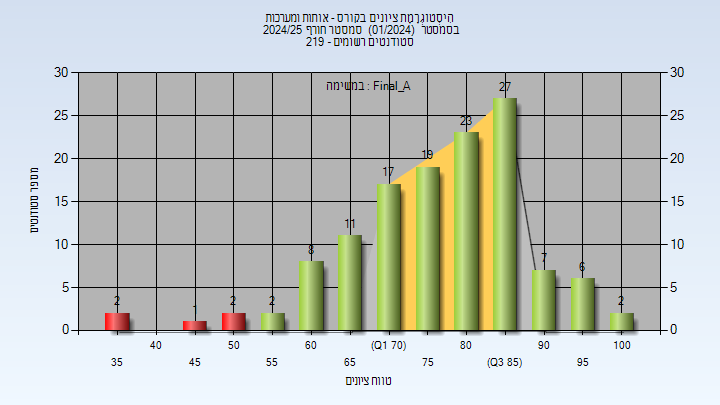 היסטוגרמת ציונים בקורס - אותות ומערכות
בסמסטר (01/2024) סמסטר חורף 2024/25
סטודנטים רשומים - 219
במשימה : Final_A
מספר סטודנטים
30 25 20 15 10 5 0
30 25 20 15 10 5 0
2 1 2 2 8 11 17 19 23 27 7 6 2
40 50 60 (Q1 70) 80 90 100
35 45 55 65 75 (Q3 85) 95
טווח ציונים